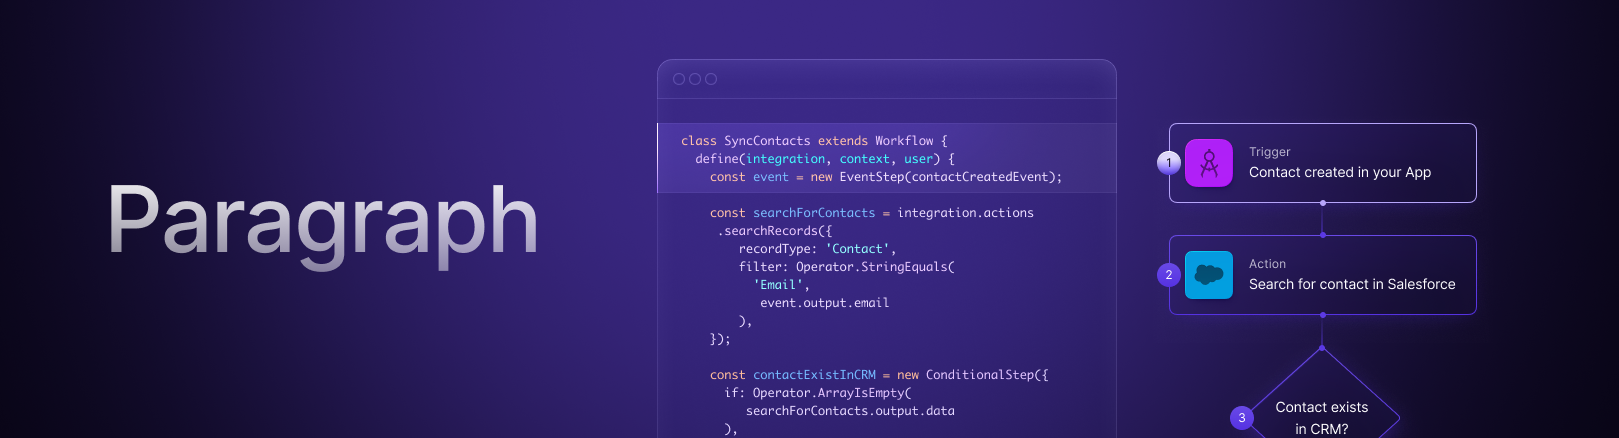 Paragraph
class SyncContacts extends Workflow {
define(integration, context, user) {
const event = new EventStep(contactCreatedEvent);
const searchForContacts = integration.actions
.searchRecords({
recordType: 'Contact',
filter: Operator.StringEquals(
'Email',
event.output.email
),
});
const contactExistInCRM = new ConditionalStep({
if: Operator.ArrayIsEmpty(
searchForContacts.output.data
),
1
Trigger
Contact created in your App
2
Action
Search for contact in Salesforce
3
Contact exists
in CRM?